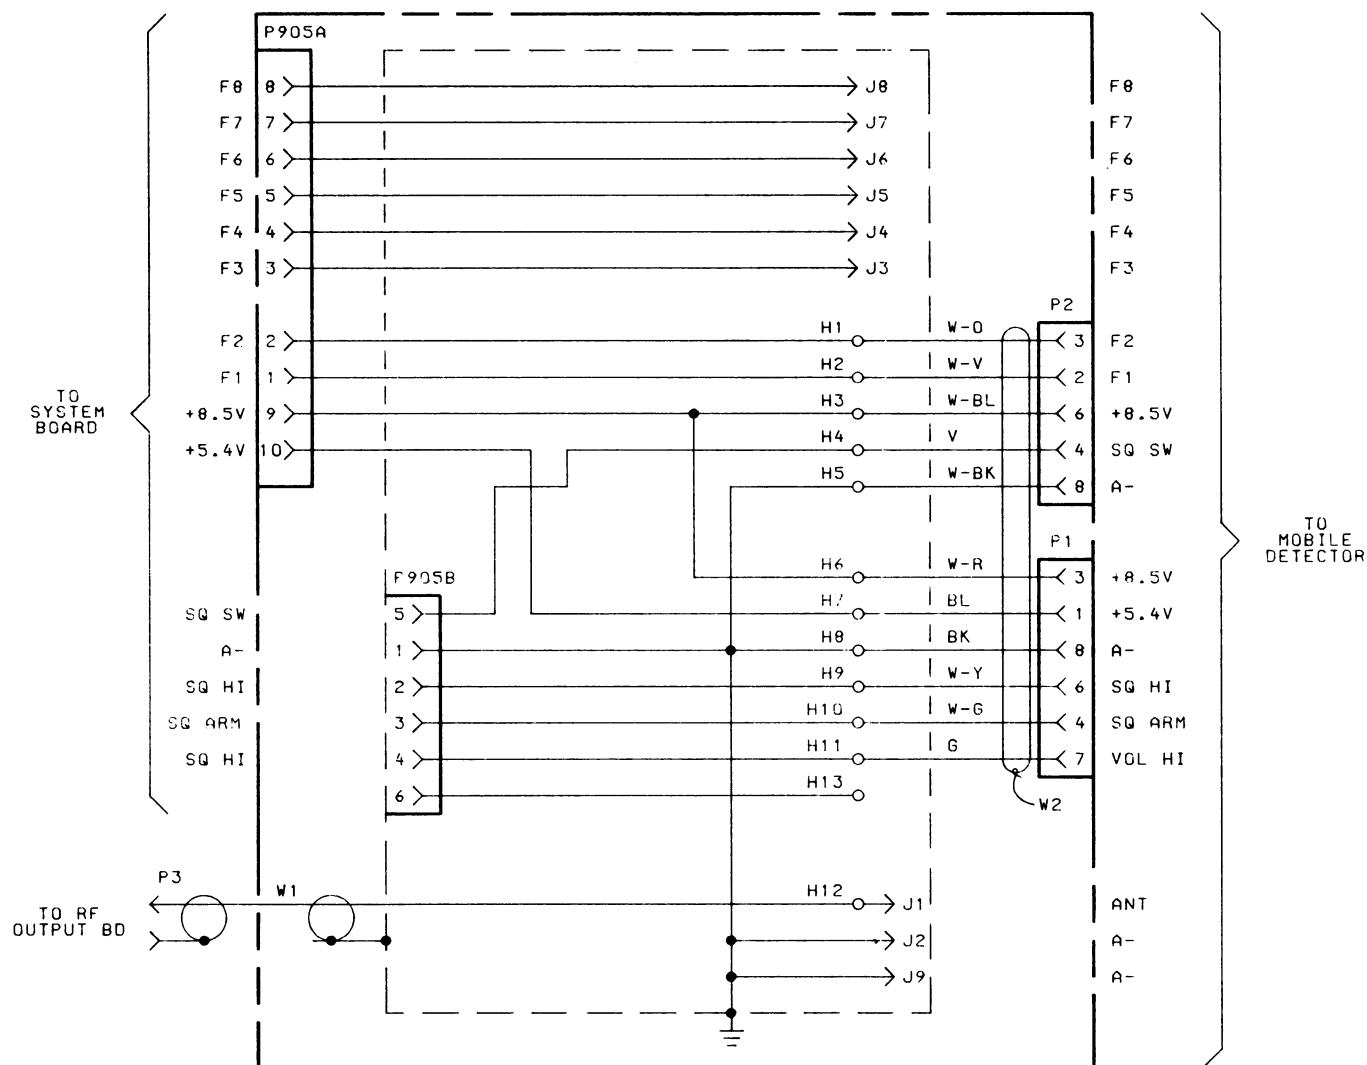 P905A
F8 8 J8 F8
F7 7 J7 F7
F6 6 J6 F6
F5 5 J5 F5
F4 4 J4 F4
F3 3 J3 F3
P2
F2 2 H1 W-O 3 F2
F1 1 H2 W-V 2 F1
+8.5V 9 H3 W-BL 6 +8.5V
+5.4V 10 H4 V 4 SQ SW
H5 W-BK 8 A-
TO
SYSTEM
BOARD
TO
MOBILE
DETECTOR
P1
H6 W-R 3 +8.5V
P905B
SQ SW 5 H7 BL 1 +5.4V
A- 1 H8 BK 8 A-
SQ HI 2 H9 W-Y 6 SQ HI
SQ ARM 3 H10 W-G 4 SQ ARM
SQ HI 4 H11 G 7 VOL HI
6 H13
W2
P3 W1 H12 J1 ANT
TO RF
OUTPUT BD
J2 A-
J9 A-